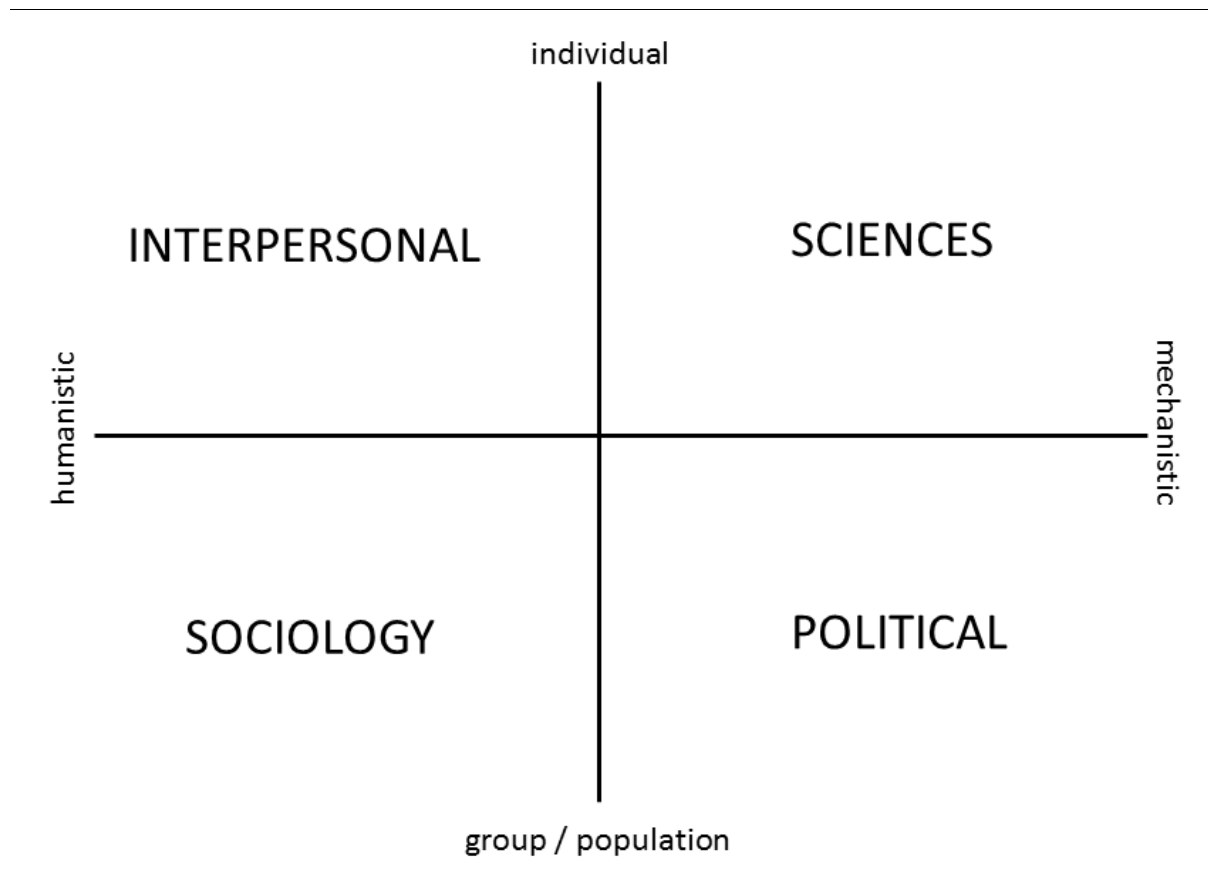 individual
INTERPERSONAL
SCIENCES
humanistic
mechanistic
SOCIOLOGY
POLITICAL
group / population